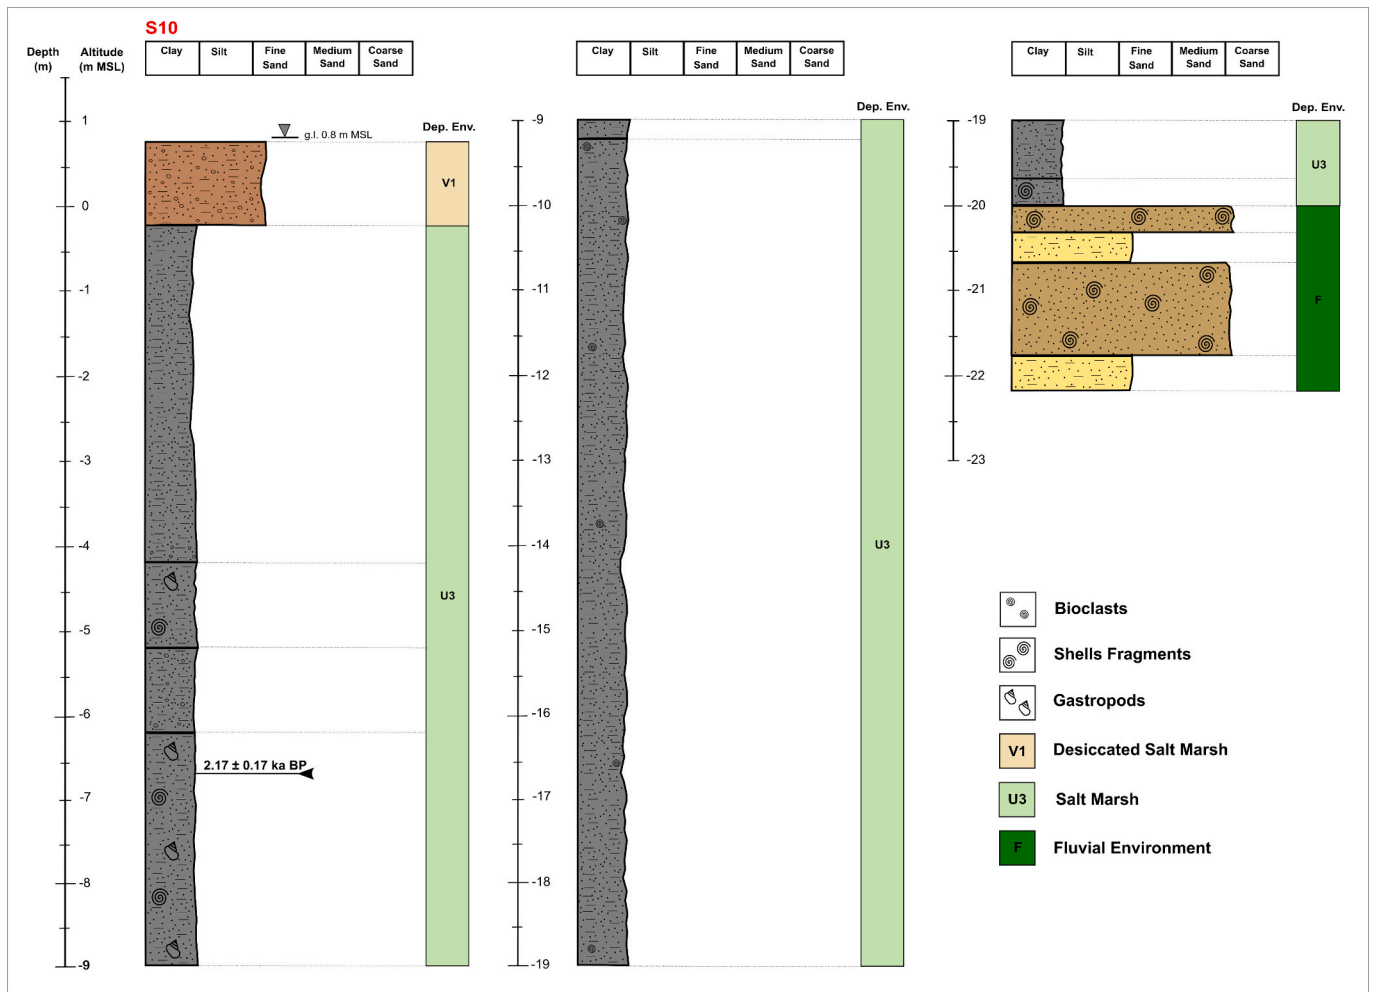 S10
Depth
(m)
Altitude
(m MSL)
Clay
Silt
Fine
Sand
Medium
Sand
Coarse
Sand
g.l. 0.8 m MSL
Dep. Env.
1
0
-1
-2
-3
-4
-5
-6
-7
-8
-9
V1
U3
2.17 ± 0.17 ka BP
Clay
Silt
Fine
Sand
Medium
Sand
Coarse
Sand
Dep. Env.
-9
-10
-11
-12
-13
-14
-15
-16
-17
-18
-19
U3
Clay
Silt
Fine
Sand
Medium
Sand
Coarse
Sand
Dep. Env.
-19
-20
-21
-22
-23
U3
F
Bioclasts
Shells Fragments
Gastropods
V1 Desiccated Salt Marsh
U3 Salt Marsh
F Fluvial Environment